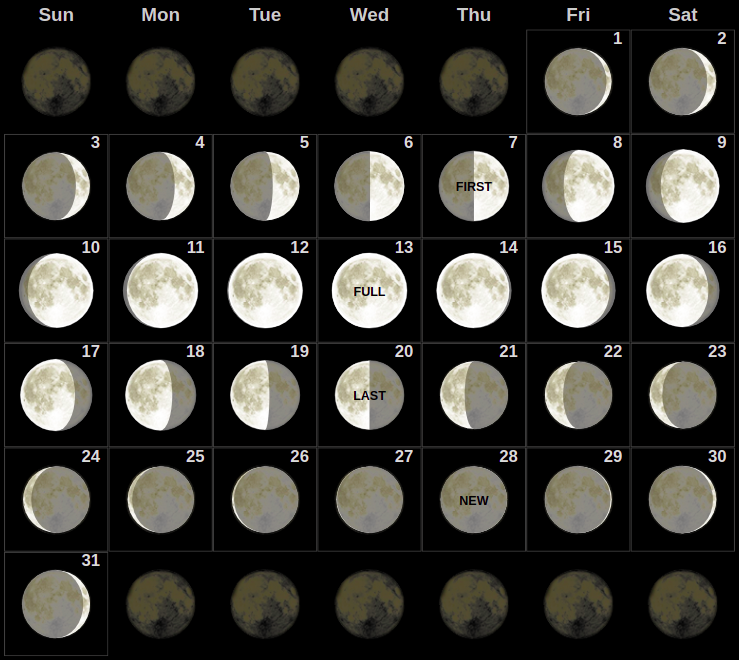 Sun Mon Tue Wed Thu Fri Sat
1 2
3 4 5 6 7 8 9
FIRST
10 11 12 13 14 15 16
FULL
17 18 19 20 21 22 23
LAST
24 25 26 27 28 29 30
NEW
31